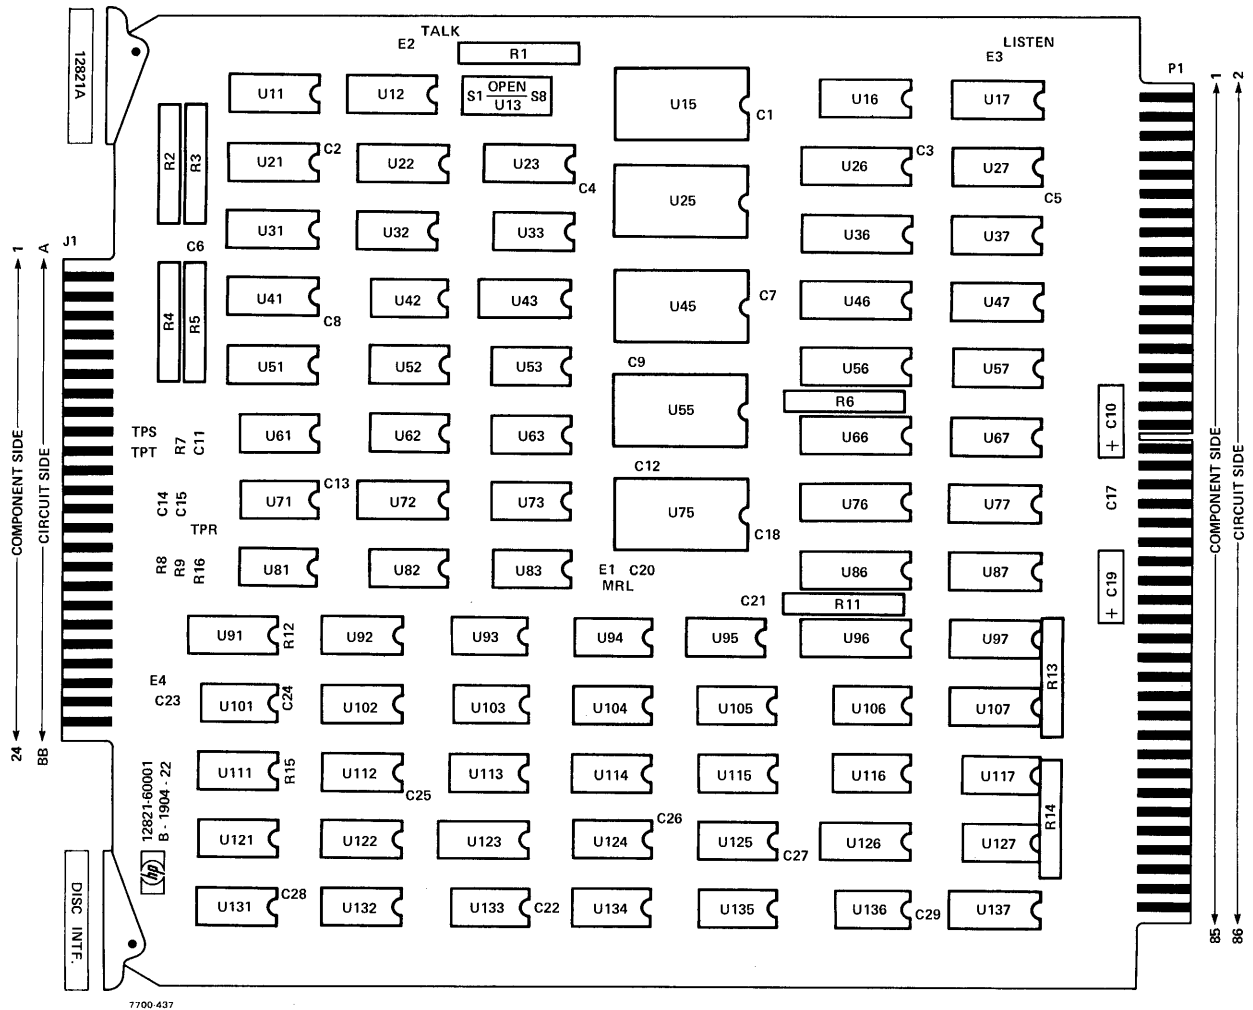 TALK
E2
R1
LISTEN
E3
P1
1
2
12821A
U11
U12
S1 OPEN S8
U13
U15
C1
U16
U17
R2
R3
U21
C2
U22
U23
C4
U25
U26
C3
U27
C5
U31
U32
U33
U36
U37
C6
J1
1
A
R4
R5
U41
C8
U42
U43
U45
C7
U46
U47
U51
U52
U53
C9
U55
U56
U57
R6
TPS
TPT
R7
C11
U61
U62
U63
U66
U67
+ C10
C12
C14
C15
U71
C13
U72
U73
U75
C18
U76
U77
C17
TPR
R8
R9
R16
U81
U82
U83
E1
C20
MRL
U86
U87
+ C19
C21
R11
COMPONENT SIDE
CIRCUIT SIDE
COMPONENT SIDE
CIRCUIT SIDE
U91
R12
U92
U93
U94
U95
U96
U97
R13
E4
C23
U101
C24
U102
U103
U104
U105
U106
U107
24
BB
U111
R15
U112
C25
U113
U114
U115
U116
U117
R14
12821-60001
B - 1904 - 22
hp
U121
U122
U123
U124
C26
U125
C27
U126
U127
DISC INTF.
U131
C28
U132
U133
C22
U134
U135
U136
C29
U137
85
86
7700-437